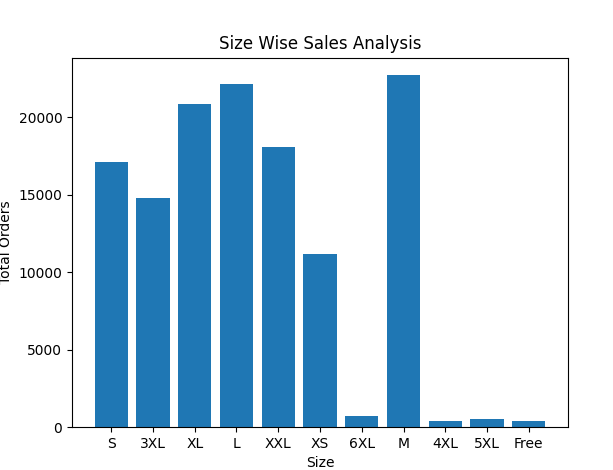 Size Wise Sales Analysis
Total Orders
20000
15000
10000
5000
0
S 3XL XL L XXL XS 6XL M 4XL 5XL Free
Size